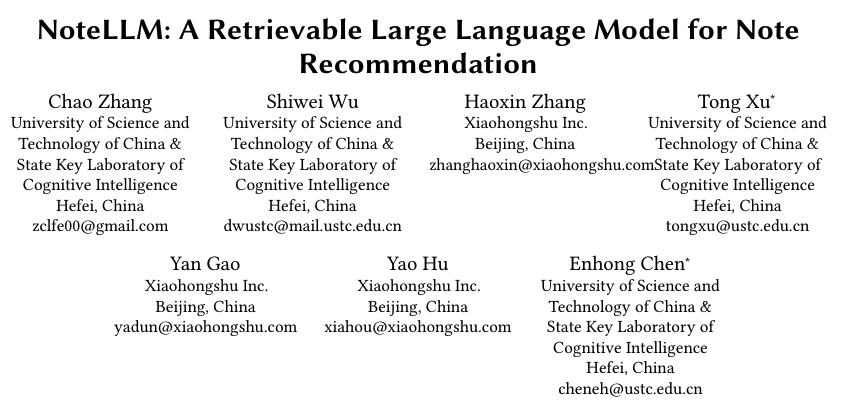 NoteLLM: A Retrievable Large Language Model for Note
Recommendation
Chao Zhang
University of Science and
Technology of China &
State Key Laboratory of
Cognitive Intelligence
Hefei, China
zclfe00@gmail.com
Shiwei Wu
University of Science and
Technology of China &
State Key Laboratory of
Cognitive Intelligence
Hefei, China
dwustc@mail.ustc.edu.cn
Haoxin Zhang
Xiaohongshu Inc.
Beijing, China
zhanghaoxin@xiaohongshu.com
Tong Xu*
University of Science and
Technology of China &
State Key Laboratory of
Cognitive Intelligence
Hefei, China
tongxu@ustc.edu.cn
Yan Gao
Xiaohongshu Inc.
Beijing, China
yadun@xiaohongshu.com
Yao Hu
Xiaohongshu Inc.
Beijing, China
xiahou@xiaohongshu.com
Enhong Chen*
University of Science and
Technology of China &
State Key Laboratory of
Cognitive Intelligence
Hefei, China
cheneh@ustc.edu.cn